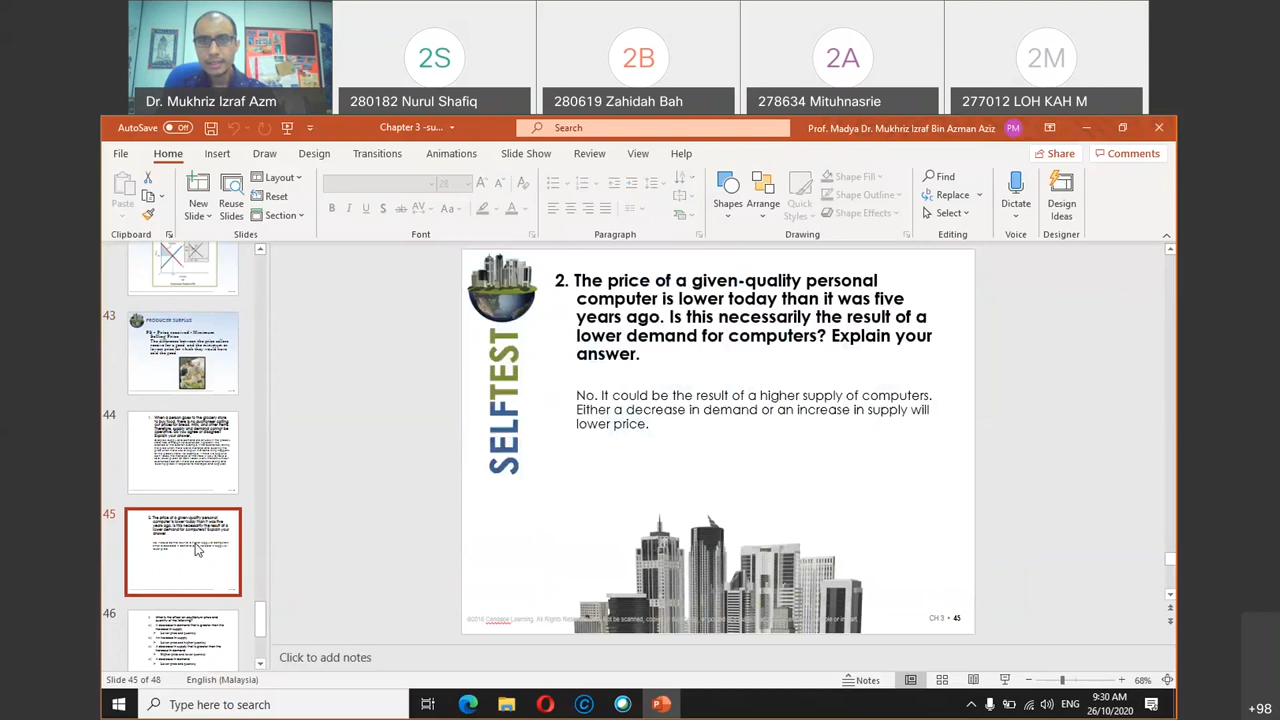 2S
2B
2A
2M
Dr. Mukhriz Izraf Azm
280182 Nurul Shafiq
280619 Zahidah Bah
278634 Mituhnasrie
277012 LOH KAH M
AutoSave Off
Chapter 3 -su...
Search
Prof. Madya Dr. Mukhriz Izraf Bin Azman Aziz
PM
File Home Insert Draw Design Transitions Animations Slide Show Review View Help
Share
Comments
Paste
New Slide
Reuse Slides
Layout
Reset
Section
28
Shapes
Arrange
Quick Styles
Shape Fill
Shape Outline
Shape Effects
Find
Replace
Select
Dictate
Design Ideas
Clipboard
Slides
Font
Paragraph
Drawing
Editing
Voice
Designer
43
PRODUCER SURPLUS
44
45
46
SELFTEST
2. The price of a given-quality personal
computer is lower today than it was five
years ago. Is this necessarily the result of a
lower demand for computers? Explain your
answer.
No. It could be the result of a higher supply of computers.
Either a decrease in demand or an increase in supply will
lower price.
CH 3 • 45
Click to add notes
Slide 45 of 48
English (Malaysia)
Notes
68%
Type here to search
ENG
9:30 AM
26/10/2020
+98